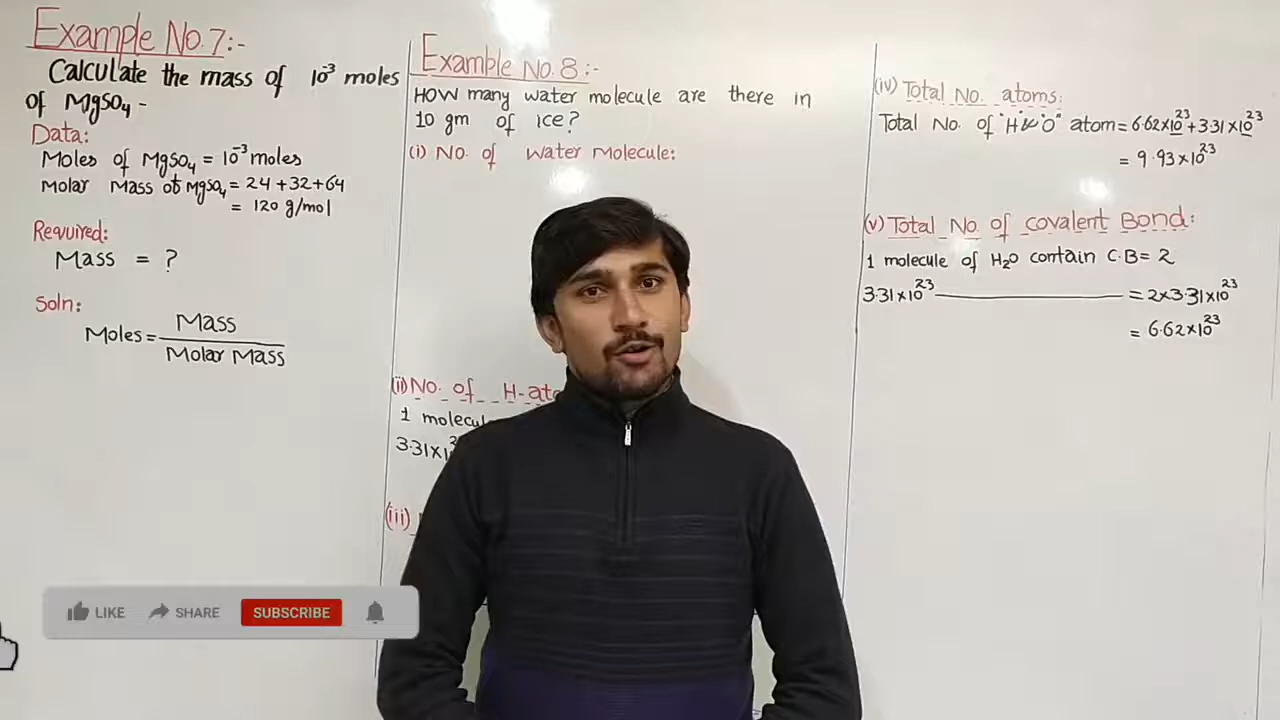 Example No.7:-
Calculate the mass of 10⁻³ moles
of MgSO₄-
Data:
Moles of MgSO₄ = 10⁻³ moles
Molar Mass of MgSO₄ = 24 +32+64
= 120 g/mol
Required:
Mass = ?
Soln:
Moles = Mass
Molar Mass
Examble No. 8:-
HOW many water molecule are there in
10 gm of ice?
(i) No. of Water Molecule:
(ii) No. of H-at
1 molecul
3.31×1
(iii)
(iv) Total No. atoms:
Total No. of "H & O" atom = 6.62×10²³ + 3.31×10²³
= 9.93×10²³
(v) Total No. of covalent Bond:
1 molecule of H₂O contain C.B = 2
3.31×10²³ = 2×3.31×10²³
= 6.62×10²³
LIKE SHARE SUBSCRIBE